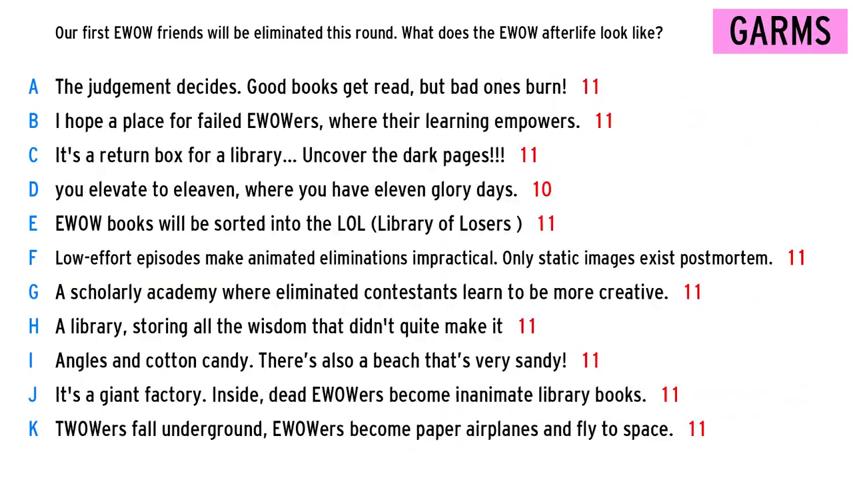 Our first EWOW friends will be eliminated this round. What does the EWOW afterlife look like?
GARMS
A The judgement decides. Good books get read, but bad ones burn! 11
B I hope a place for failed EWOWers, where their learning empowers. 11
C It's a return box for a library... Uncover the dark pages!!! 11
D you elevate to eleaven, where you have eleven glory days. 10
E EWOW books will be sorted into the LOL (Library of Losers ) 11
F Low-effort episodes make animated eliminations impractical. Only static images exist postmortem. 11
G A scholarly academy where eliminated contestants learn to be more creative. 11
H A library, storing all the wisdom that didn't quite make it 11
I Angles and cotton candy. There's also a beach that's very sandy! 11
J It's a giant factory. Inside, dead EWOWers become inanimate library books. 11
K TWOWers fall underground, EWOWers become paper airplanes and fly to space. 11